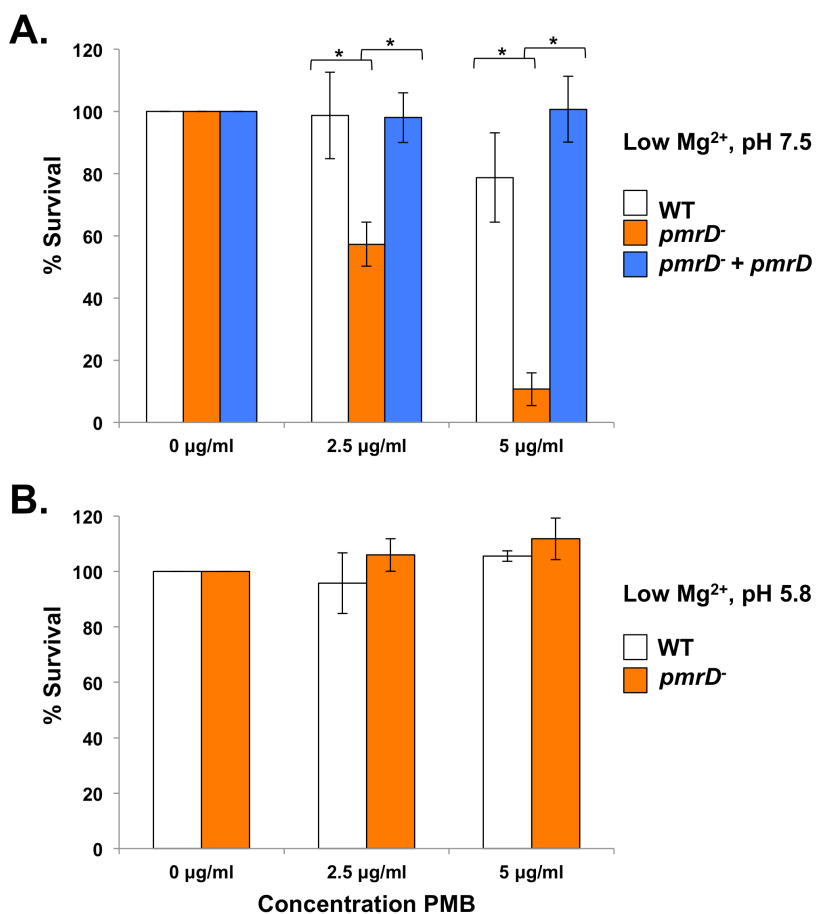 A.
120
100
80
60
40
20
0
% Survival
* *
* *
0 µg/ml
2.5 µg/ml
5 µg/ml
Low Mg²⁺, pH 7.5
WT
pmrD⁻
pmrD⁻ + pmrD
B.
120
100
80
60
40
20
0
% Survival
0 µg/ml
2.5 µg/ml
5 µg/ml
Concentration PMB
Low Mg²⁺, pH 5.8
WT
pmrD⁻